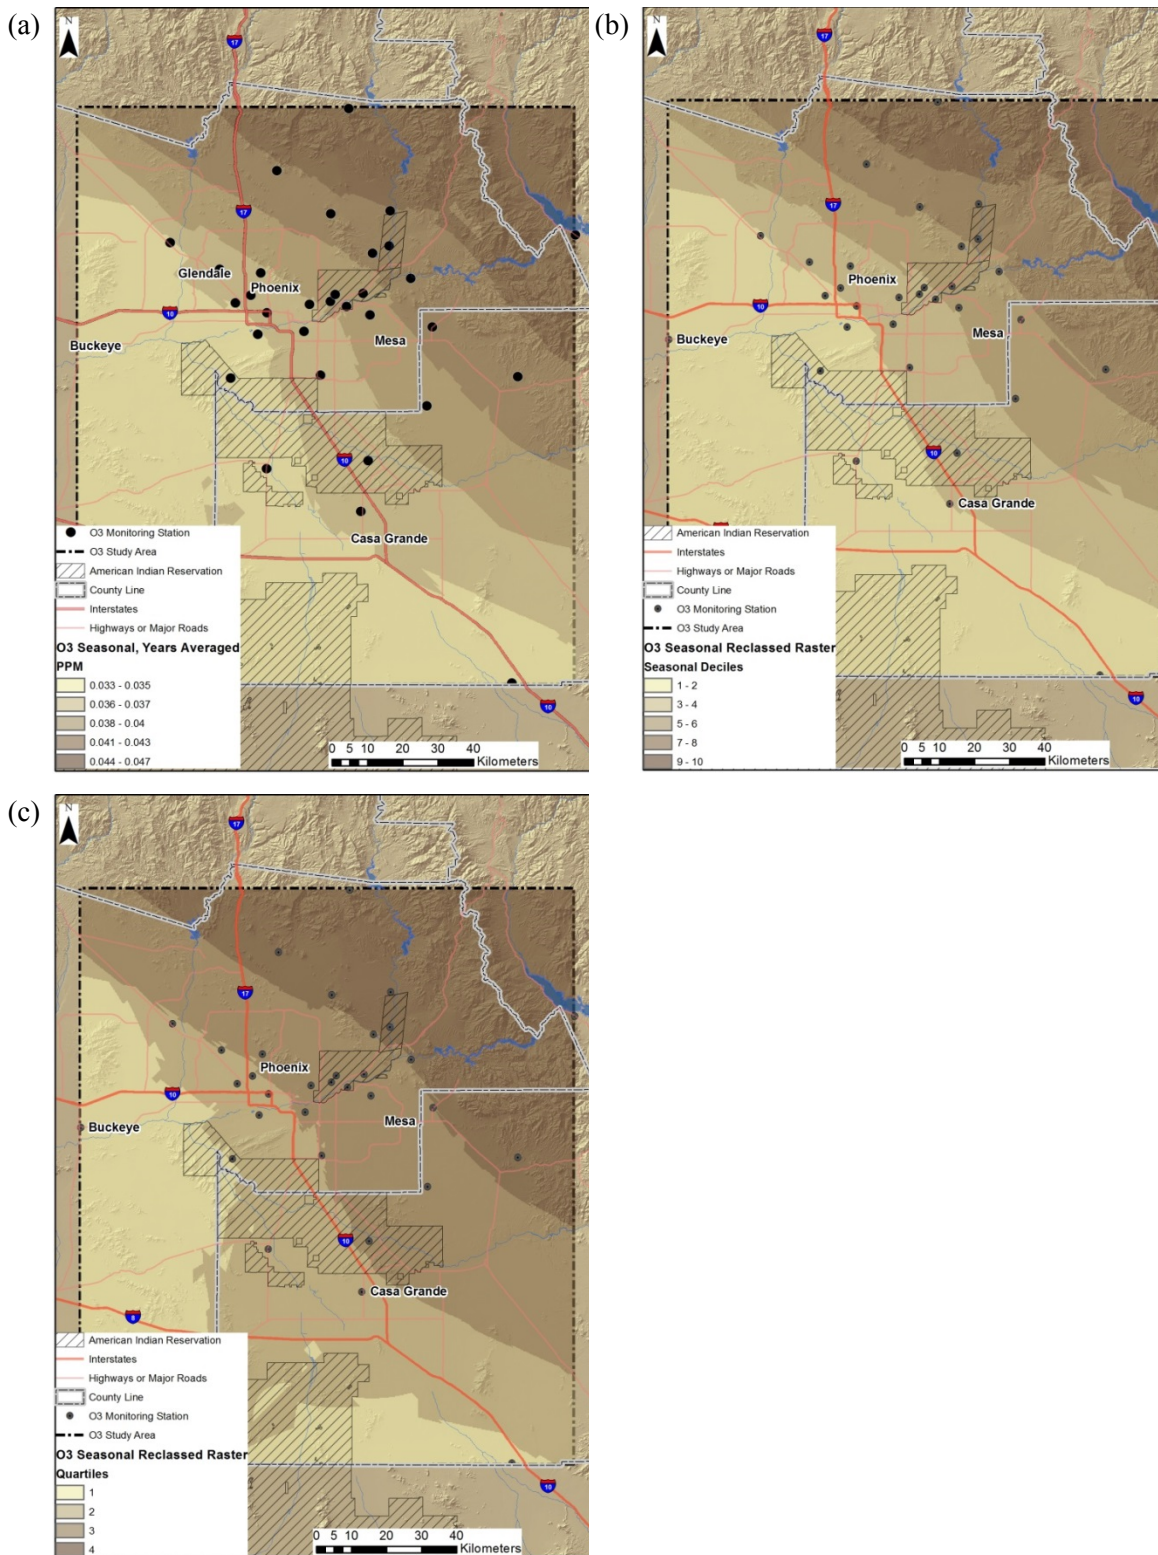 (a)
N
17
17
Glendale
Phoenix
10
Buckeye
Mesa
10
Casa Grande
O3 Monitoring Station
O3 Study Area
American Indian Reservation
County Line
Interstates
Highways or Major Roads
O3 Seasonal, Years Averaged
PPM
0.033 - 0.035
0.036 - 0.037
0.038 - 0.04
0.041 - 0.043
0.044 - 0.047
10
0 5 10 20 30 40
Kilometers
(b)
N
17
17
Phoenix
10
Buckeye
Mesa
10
Casa Grande
American Indian Reservation
Interstates
Highways or Major Roads
County Line
O3 Monitoring Station
O3 Study Area
O3 Seasonal Reclassed Raster
Seasonal Deciles
1 - 2
3 - 4
5 - 6
7 - 8
9 - 10
10
0 5 10 20 30 40
Kilometers
(c)
N
17
17
Phoenix
10
Buckeye
Mesa
10
Casa Grande
8
American Indian Reservation
Interstates
Highways or Major Roads
County Line
O3 Monitoring Station
O3 Study Area
O3 Seasonal Reclassed Raster
Quartiles
1
2
3
4
10
0 5 10 20 30 40
Kilometers